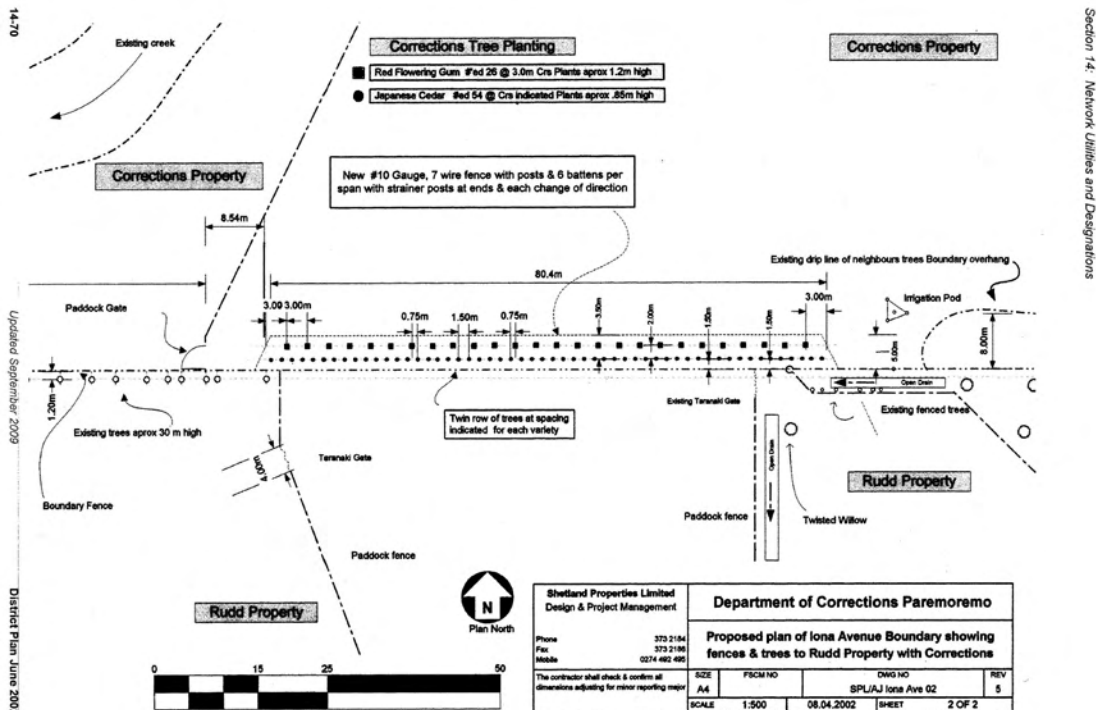 Section 14: Network Utilities and Designations
14-70
Updated September 2009
District Plan June 200
Existing creek
Corrections Tree Planting
Red Flowering Gum #'ed 26 @ 3.0m Crs Plants aprox 1.2m high
Japanese Cedar #ed 54 @ Crs indicated Plants aprox .85m high
Corrections Property
Corrections Property
New #10 Gauge, 7 wire fence with posts & 6 battens per
span with strainer posts at ends & each change of direction
8.54m
80.4m
Existing drip line of neighbours trees Boundary overhang
Paddock Gate
3.00
3.00m
0.75m
1.50m
0.75m
3.50m
2.00m
1.50m
1.50m
3.00m
Irrigation Pod
5.00m
8.00m
1.20m
Open Drain
Existing trees aprox 30 m high
Twin row of trees at spacing
indicated for each variety
Existing Teranaki Gate
Existing fenced trees
Teranaki Gate
4.00m
Boundary Fence
Open Drain
Rudd Property
Paddock fence
Twisted Willow
Paddock fence
Rudd Property
N
Plan North
0 15 25 50
Shetland Properties Limited
Design & Project Management
Phone 373 2184
Fax 373 2186
Mobile 0274 492 495
The contractor shall check & confirm all
dimensions adjusting for minor reporting major
Department of Corrections Paremoremo
Proposed plan of Iona Avenue Boundary showing
fences & trees to Rudd Property with Corrections
SIZE FSCM NO DWG NO REV
A4 SPL/AJ Iona Ave 02 5
SCALE 1:500 08.04.2002 SHEET 2 OF 2